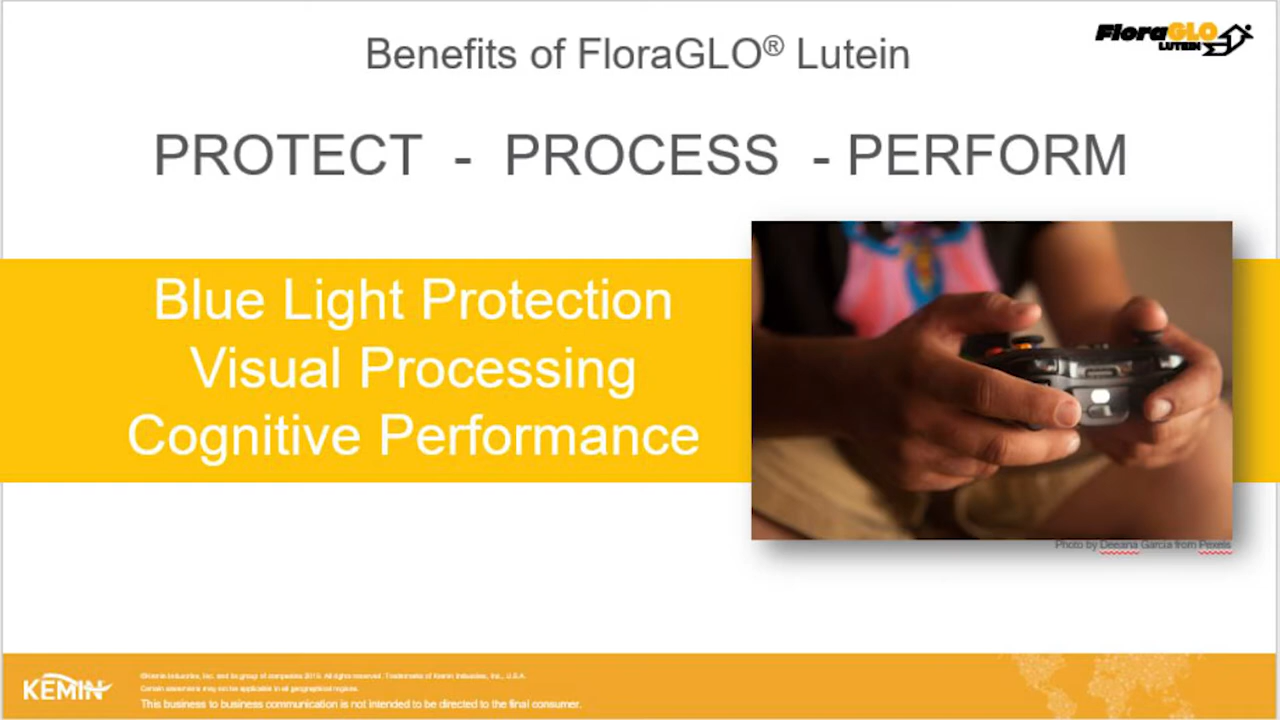 Benefits of FloraGLO® Lutein
FloraGLO
LUTEIN
PROTECT - PROCESS - PERFORM
Blue Light Protection
Visual Processing
Cognitive Performance
Photo by Deeana Garcia from Pexels
KEMIN
©Kemin Industries, Inc. and its group of companies 2019. All rights reserved. Trademarks of Kemin Industries, Inc., U.S.A.
Certain statements may not be applicable in all geographical regions.
This business to business communication is not intended to be directed to the final consumer.